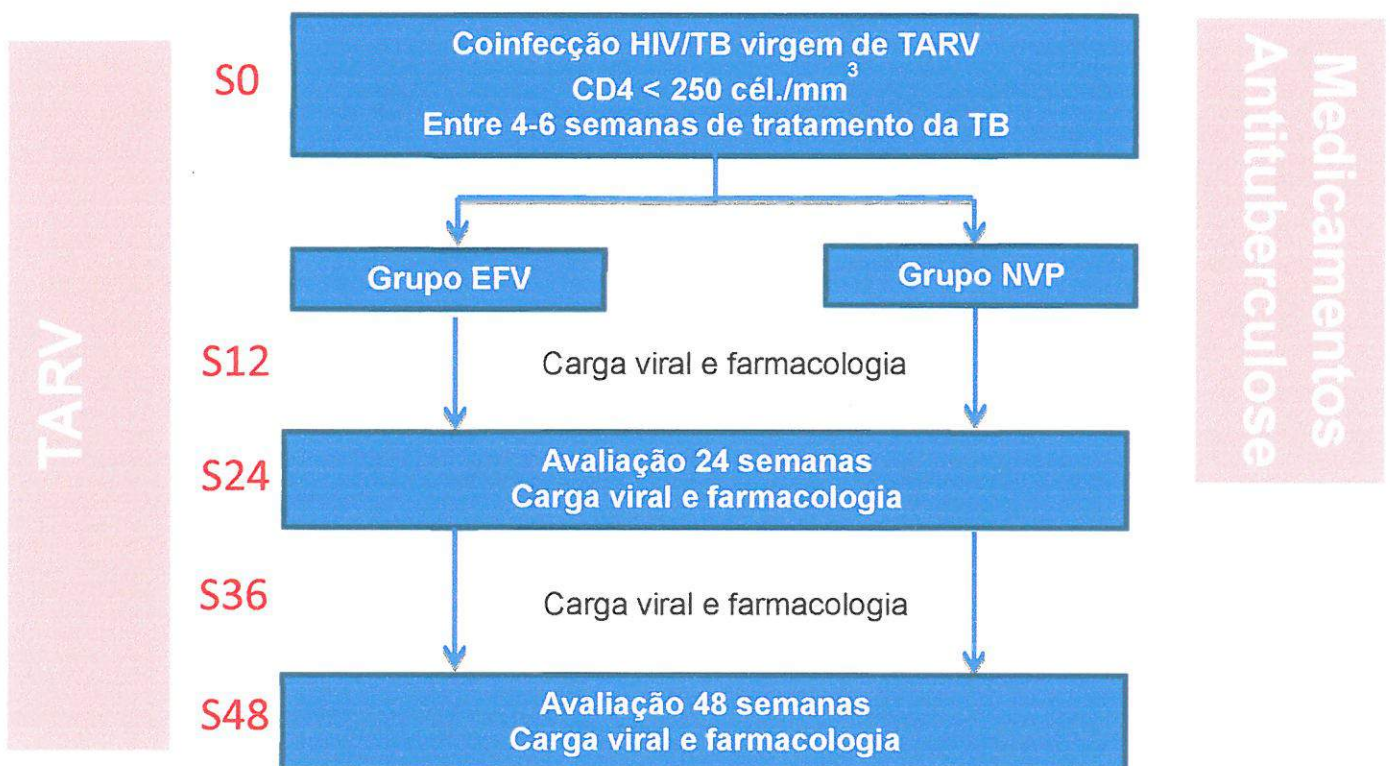 Coinfecção HIV/TB virgem de TARV
CD4 < 250 cél./mm³
Entre 4-6 semanas de tratamento da TB
S0
Grupo EFV
Grupo NVP
S12
Carga viral e farmacologia
S24
Avaliação 24 semanas
Carga viral e farmacologia
S36
Carga viral e farmacologia
S48
Avaliação 48 semanas
Carga viral e farmacologia
TARV
Medicamentos
Antituberculose